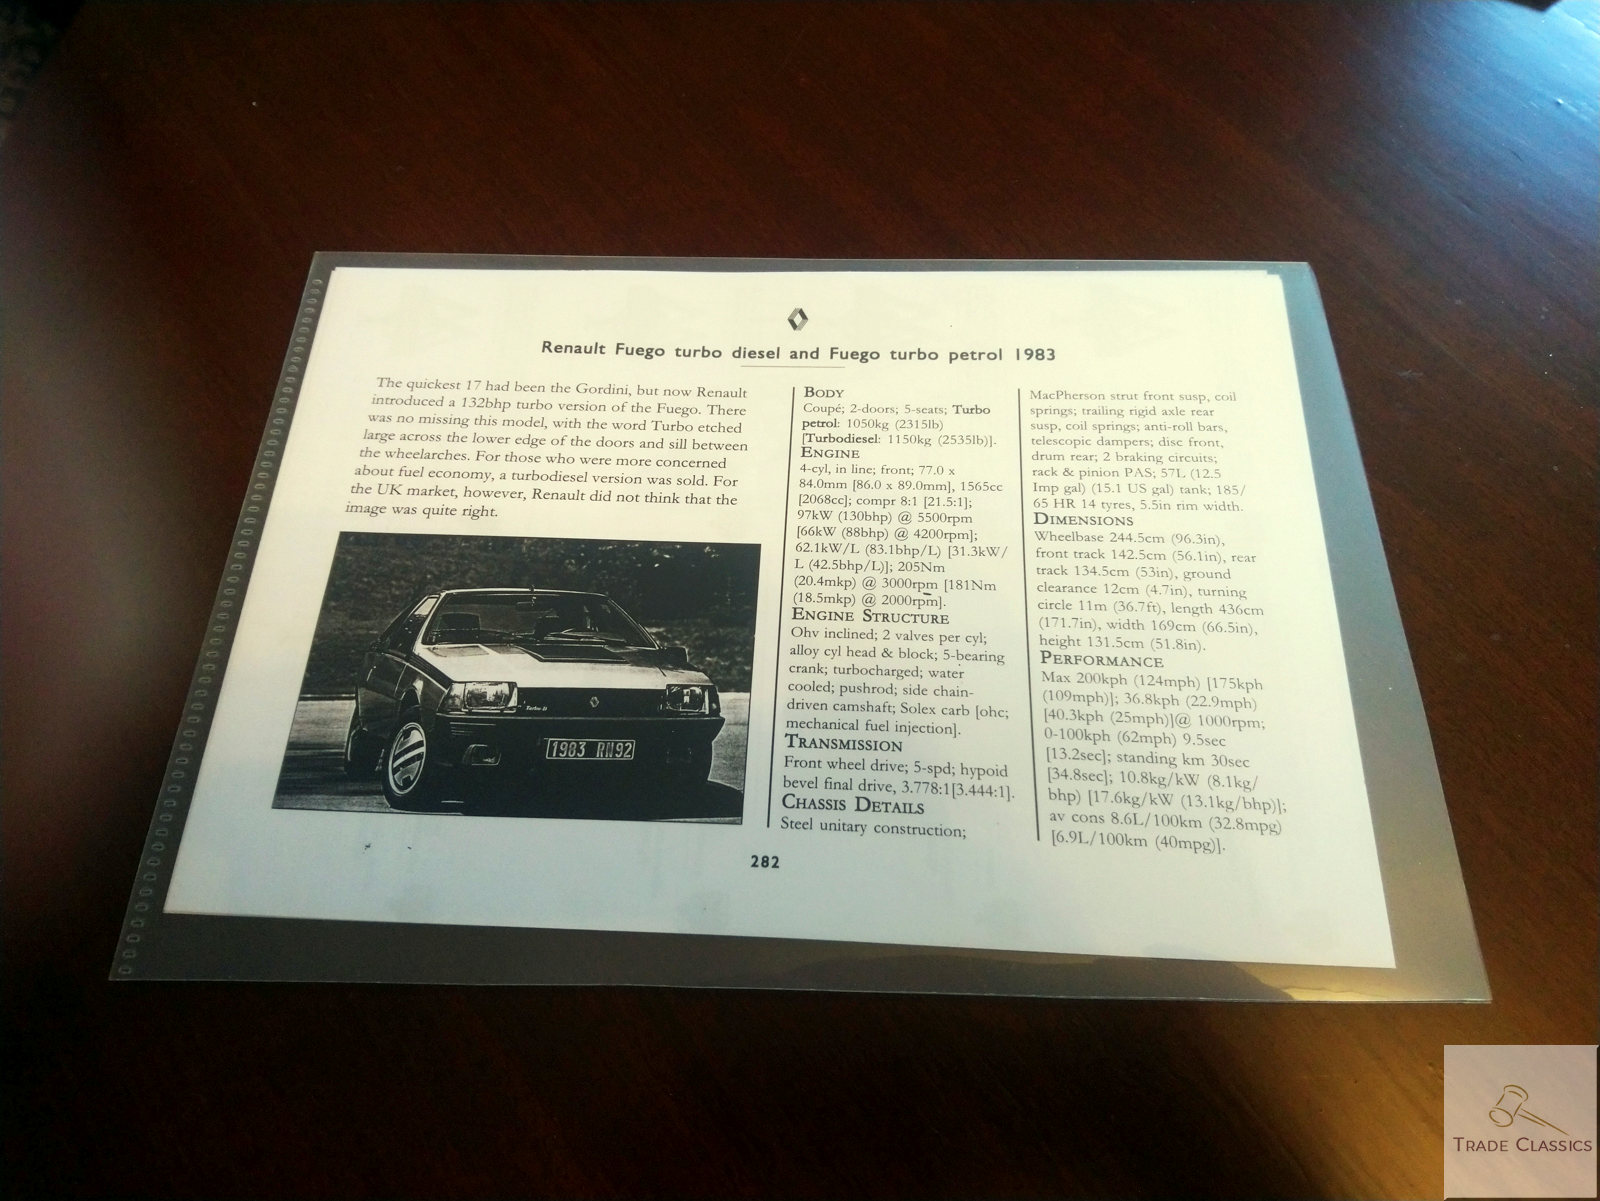 Renault Fuego turbo diesel and Fuego turbo petrol 1983
The quickest 17 had been the Gordini, but now Renault
introduced a 132bhp turbo version of the Fuego. There
was no missing this model, with the word Turbo etched
large across the lower edge of the doors and sill between
the wheelarches. For those who were more concerned
about fuel economy, a turbodiesel version was sold. For
the UK market, however, Renault did not think that the
image was quite right.
Turbo D
1983 RN92
BODY
Coupé; 2-doors; 5-seats; Turbo
petrol: 1050kg (2315lb)
[Turbodiesel: 1150kg (2535lb)].
ENGINE
4-cyl, in line; front; 77.0 x
84.0mm [86.0 x 89.0mm], 1565cc
[2068cc]; compr 8:1 [21.5:1];
97kW (130bhp) @ 5500rpm
[66kW (88bhp) @ 4200rpm];
62.1kW/L (83.1bhp/L) [31.3kW/
L (42.5bhp/L)]; 205Nm
(20.4mkp) @ 3000rpm [181Nm
(18.5mkp) @ 2000rpm].
ENGINE STRUCTURE
Ohv inclined; 2 valves per cyl;
alloy cyl head & block; 5-bearing
crank; turbocharged; water
cooled; pushrod; side chain-
driven camshaft; Solex carb [ohc;
mechanical fuel injection].
TRANSMISSION
Front wheel drive; 5-spd; hypoid
bevel final drive, 3.778:1[3.444:1].
CHASSIS DETAILS
Steel unitary construction;
MacPherson strut front susp, coil
springs; trailing rigid axle rear
susp, coil springs; anti-roll bars,
telescopic dampers; disc front,
drum rear; 2 braking circuits;
rack & pinion PAS; 57L (12.5
Imp gal) (15.1 US gal) tank; 185/
65 HR 14 tyres, 5.5in rim width.
DIMENSIONS
Wheelbase 244.5cm (96.3in),
front track 142.5cm (56.1in), rear
track 134.5cm (53in), ground
clearance 12cm (4.7in), turning
circle 11m (36.7ft), length 436cm
(171.7in), width 169cm (66.5in),
height 131.5cm (51.8in).
PERFORMANCE
Max 200kph (124mph) [175kph
(109mph)]; 36.8kph (22.9mph)
[40.3kph (25mph)]@ 1000rpm;
0-100kph (62mph) 9.5sec
[13.2sec]; standing km 30sec
[34.8sec]; 10.8kg/kW (8.1kg/
bhp) [17.6kg/kW (13.1kg/bhp)];
av cons 8.6L/100km (32.8mpg)
[6.9L/100km (40mpg)].
282
TRADE CLASSICS